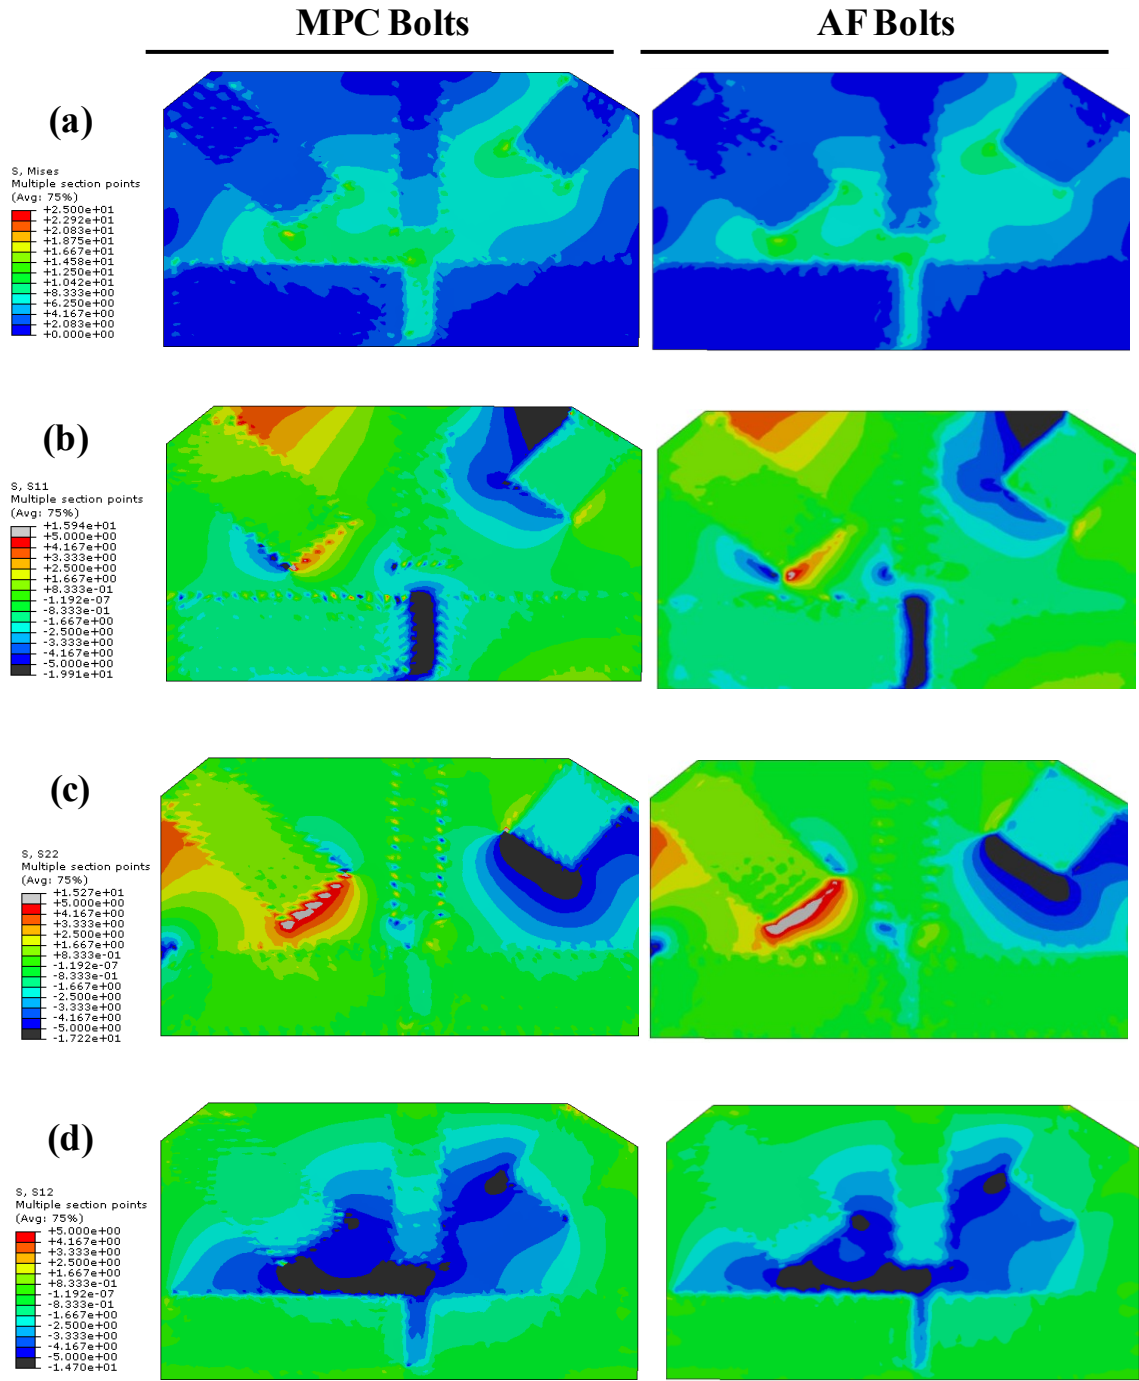 MPC Bolts
AF Bolts
(a)
S, Mises
Multiple section points
(Avg: 75%)
+2.500e+01
+2.292e+01
+2.083e+01
+1.875e+01
+1.667e+01
+1.458e+01
+1.250e+01
+1.042e+01
+8.333e+00
+6.250e+00
+4.167e+00
+2.083e+00
+0.000e+00
(b)
S, S11
Multiple section points
(Avg: 75%)
+1.594e+01
+5.000e+00
+4.167e+00
+3.333e+00
+2.500e+00
+1.667e+00
+8.333e-01
-1.192e-07
-8.333e-01
-1.667e+00
-2.500e+00
-3.333e+00
-4.167e+00
-5.000e+00
-1.991e+01
(c)
S, S22
Multiple section points
(Avg: 75%)
+1.527e+01
+5.000e+00
+4.167e+00
+3.333e+00
+2.500e+00
+1.667e+00
+8.333e-01
-1.192e-07
-8.333e-01
-1.667e+00
-2.500e+00
-3.333e+00
-4.167e+00
-5.000e+00
-1.722e+01
(d)
S, S12
Multiple section points
(Avg: 75%)
+5.000e+00
+4.167e+00
+3.333e+00
+2.500e+00
+1.667e+00
+8.333e-01
-1.192e-07
-8.333e-01
-1.667e+00
-2.500e+00
-3.333e+00
-4.167e+00
-5.000e+00
-1.470e+01